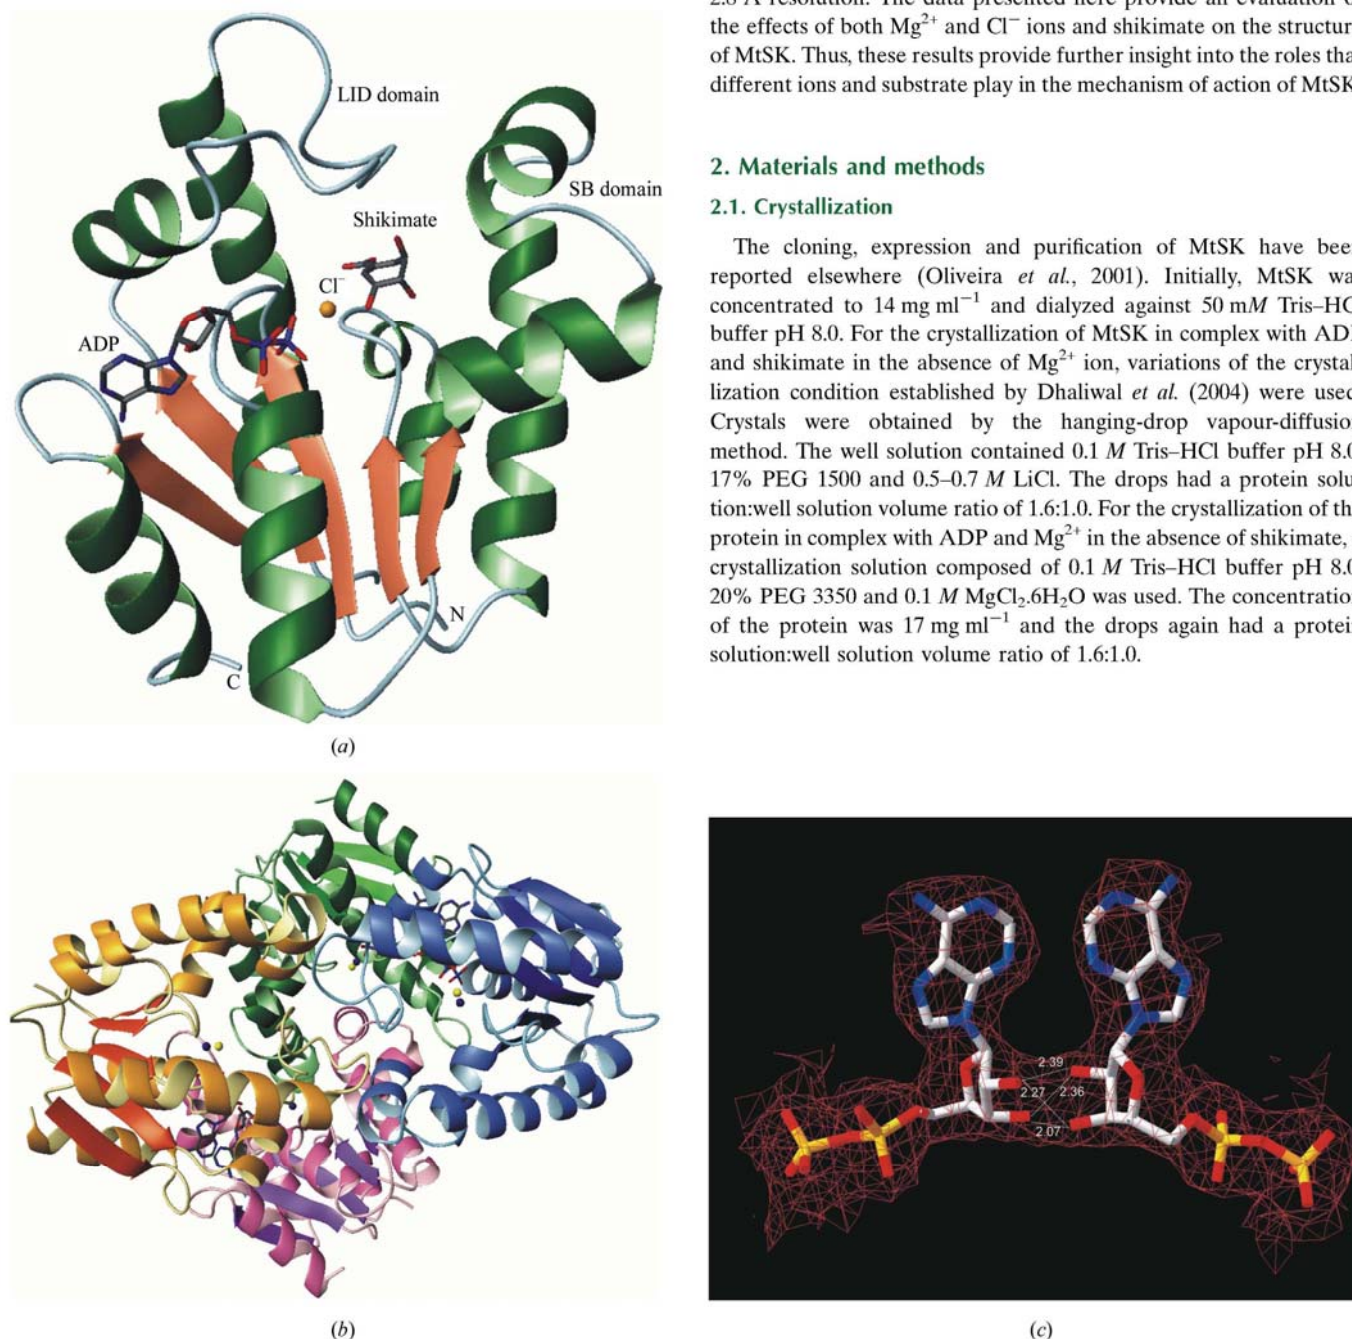 LID domain
SB domain
Shikimate
Cl⁻
ADP
N
C
(a)
(b)
the effects of both Mg²⁺ and Cl⁻ ions and shikimate on the structur
of MtSK. Thus, these results provide further insight into the roles tha
different ions and substrate play in the mechanism of action of MtSK
2. Materials and methods
2.1. Crystallization
The cloning, expression and purification of MtSK have been
reported elsewhere (Oliveira et al., 2001). Initially, MtSK wa
concentrated to 14 mg ml⁻¹ and dialyzed against 50 mM Tris–HC
buffer pH 8.0. For the crystallization of MtSK in complex with AD
and shikimate in the absence of Mg²⁺ ion, variations of the crystal
lization condition established by Dhaliwal et al. (2004) were used
Crystals were obtained by the hanging-drop vapour-diffusion
method. The well solution contained 0.1 M Tris–HCl buffer pH 8.0
17% PEG 1500 and 0.5–0.7 M LiCl. The drops had a protein solu
tion:well solution volume ratio of 1.6:1.0. For the crystallization of th
protein in complex with ADP and Mg²⁺ in the absence of shikimate,
crystallization solution composed of 0.1 M Tris–HCl buffer pH 8.0
20% PEG 3350 and 0.1 M MgCl₂.6H₂O was used. The concentration
of the protein was 17 mg ml⁻¹ and the drops again had a protein
solution:well solution volume ratio of 1.6:1.0.
2.39
2.27 2.36
2.07
(c)